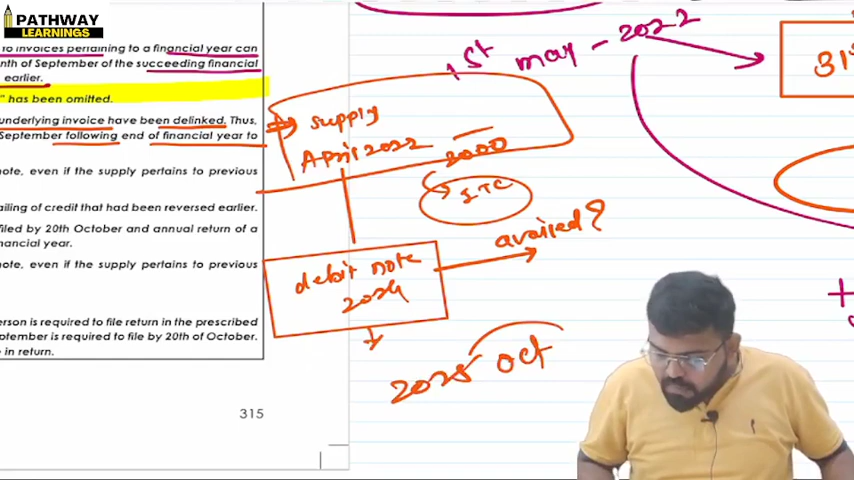 PATHWAY
LEARNINGS
to invoices pertaining to a financial year can
nth of September of the succeeding financial
earlier.
" has been omitted.
underlying invoice have been delinked. Thus,
September following end of financial year to
note, even if the supply pertains to previous
ailing of credit that had been reversed earlier.
filed by 20th October and annual return of a
nancial year.
note, even if the supply pertains to previous
erson is required to file return in the prescribed
ptember is required to file by 20th of October.
e in return.
315
1st may - 2022
31st
supply
April 2022 2000
ITC
availed?
debit note
2024
2025 Oct